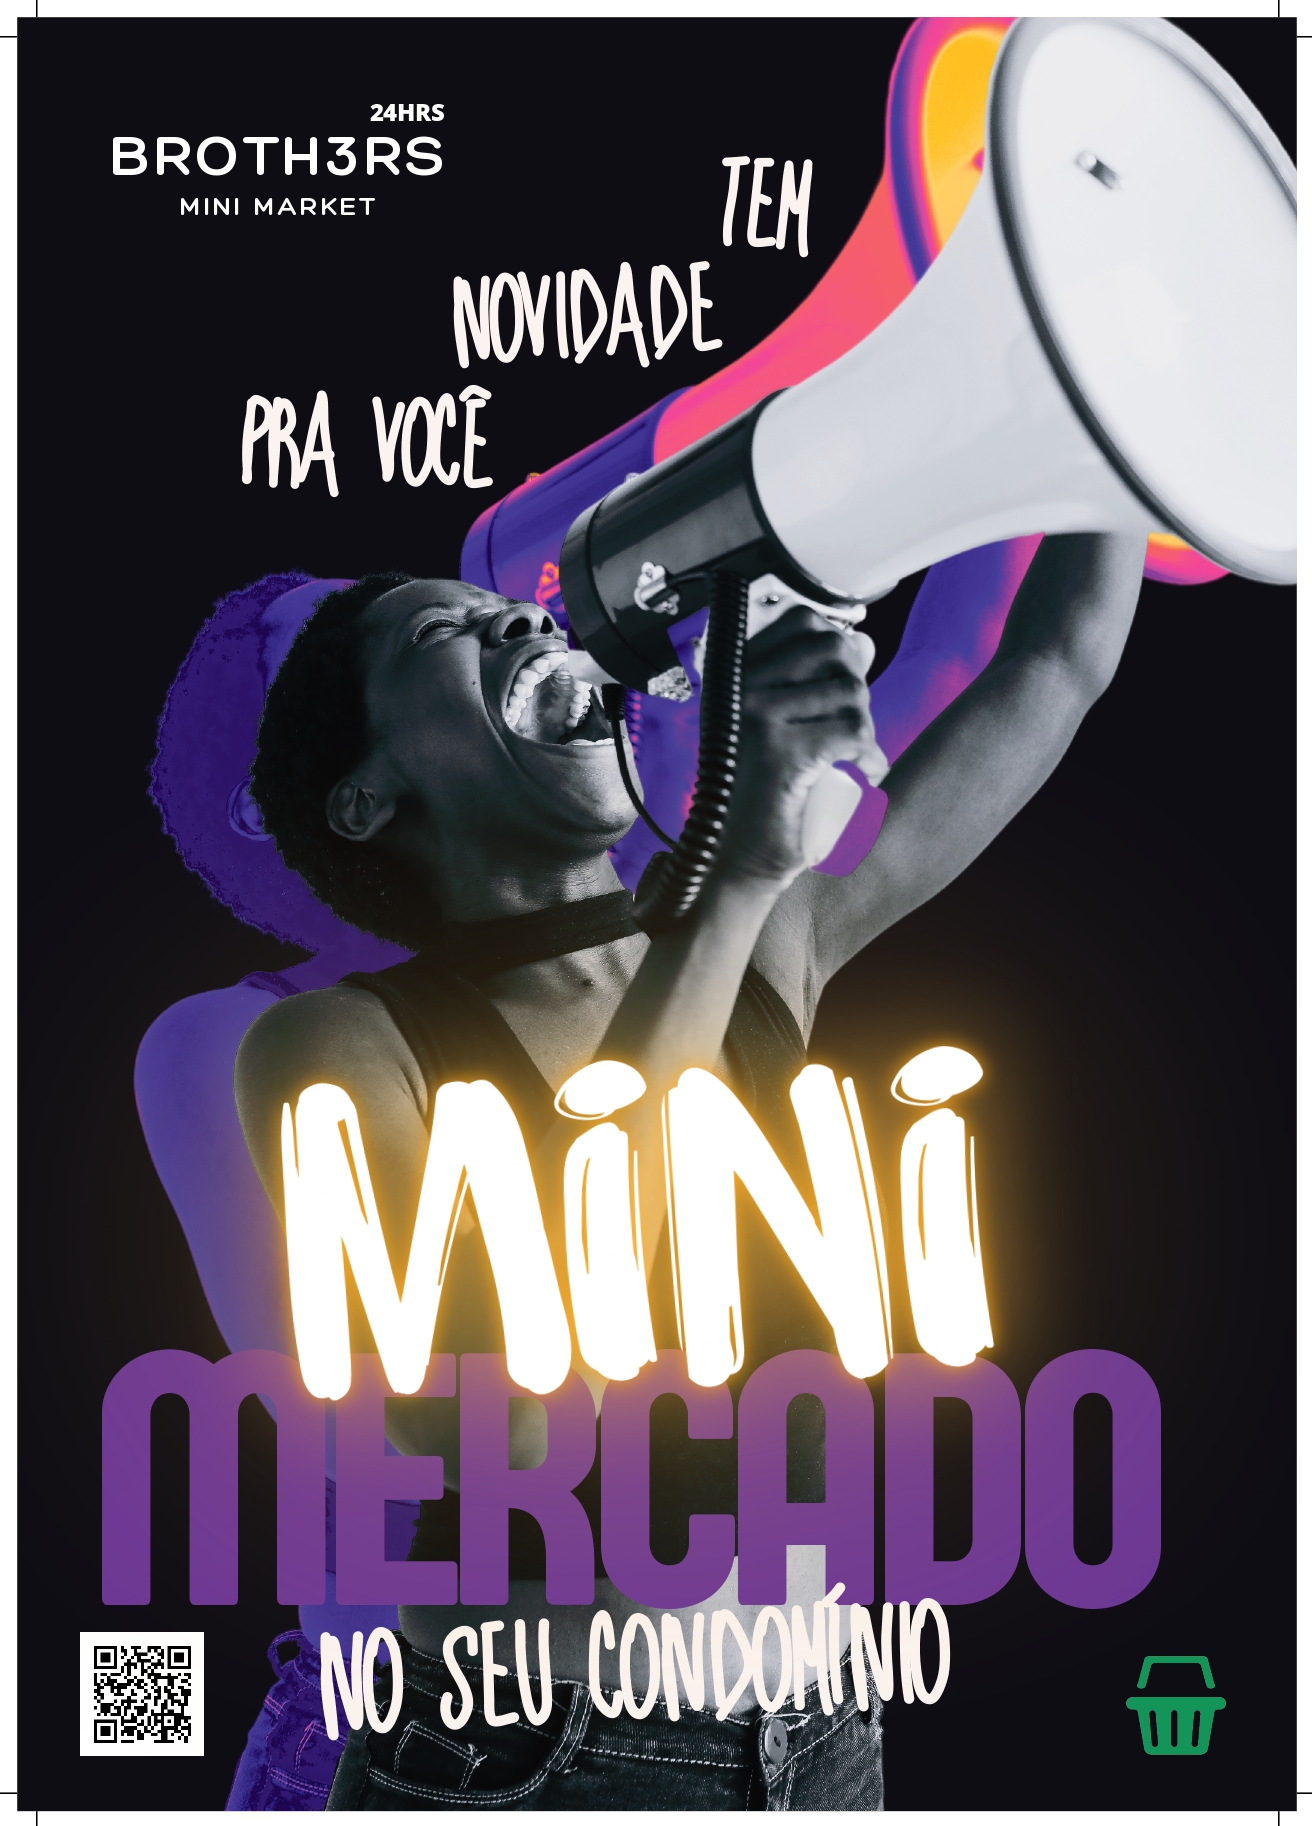 24HRS
BROTH3RS
MINI MARKET
TEM
NOVIDADE
PRA VOCÊ
MiNi
MERCADO
NO SEU CONDOMÍNIO